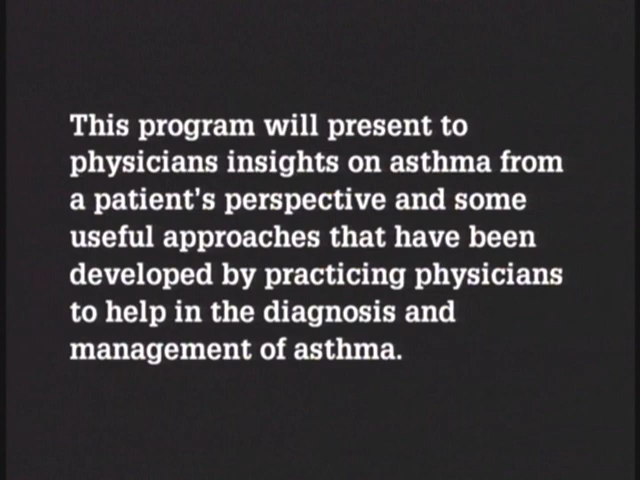 This program will present to
physicians insights on asthma from
a patient's perspective and some
useful approaches that have been
developed by practicing physicians
to help in the diagnosis and
management of asthma.